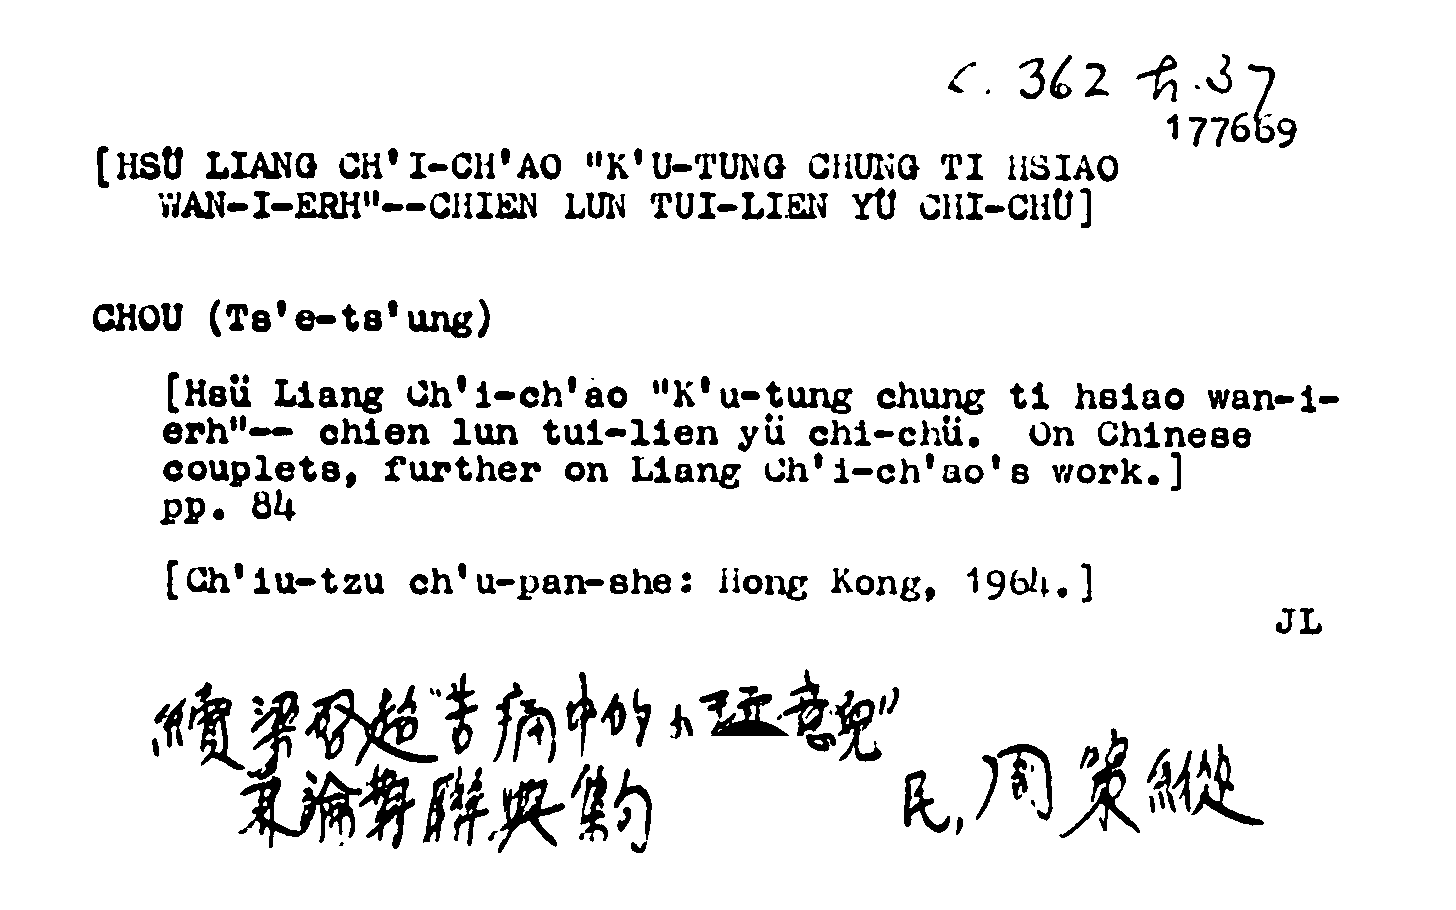 c. 362 . 37
177669
[HSÜ LIANG CH'I-CH'AO "K'U-TUNG CHUNG TI HSIAO
WAN-I-ERH"--CHIEN LUN TUI-LIEN YÜ CHI-CHÜ]
CHOU (Ts'e-ts'ung)
[Hsü Liang Ch'i-ch'ao "K'u-tung chung ti hsiao wan-i-
erh"-- chien lun tui-lien yü chi-chü. On Chinese
couplets, further on Liang Ch'i-ch'ao's work.]
pp. 84
[Ch'iu-tzu ch'u-pan-she: Hong Kong, 1964.]
JL
續梁啓超"苦痛中的小玩意兒"
兼論對聯與集句
民, 周策縱